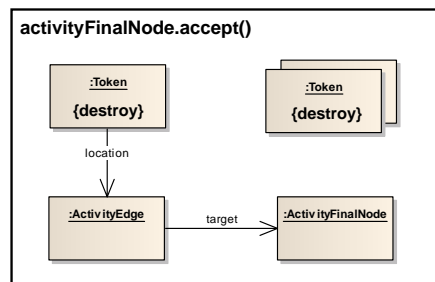 activityFinalNode.accept()
:Token
{destroy}
:Token
{destroy}
location
:ActivityEdge
target
:ActivityFinalNode